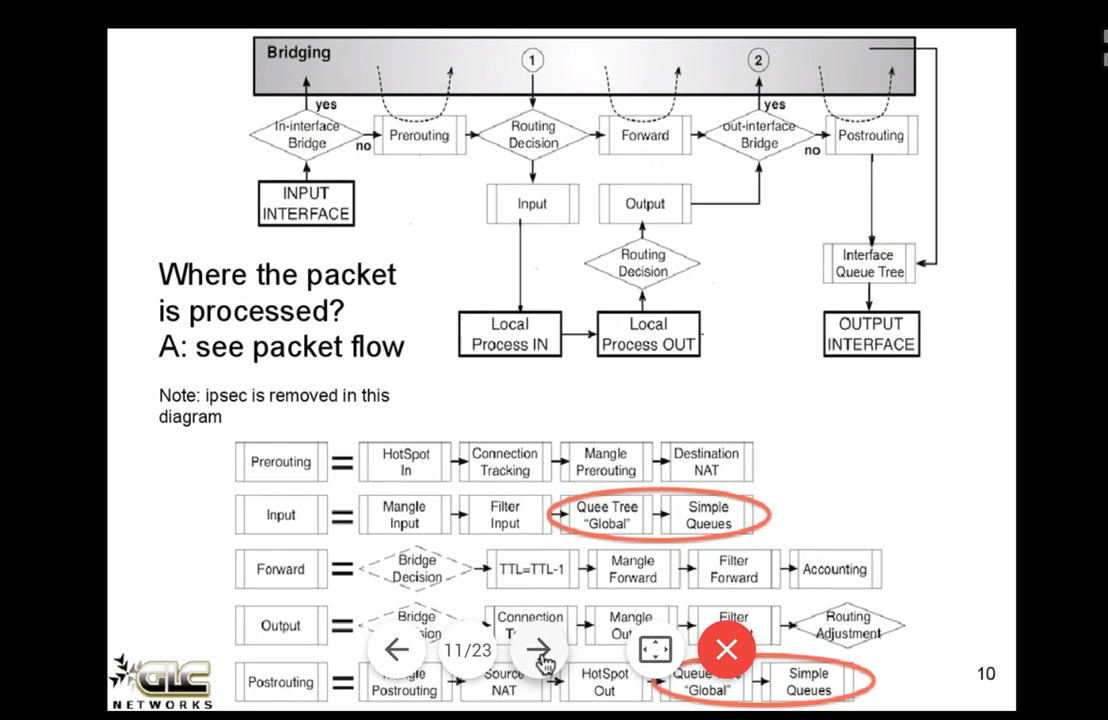 Bridging
1
2
yes
yes
In-interface
Bridge
no
Prerouting
Routing
Decision
Forward
out-interface
Bridge
no
Postrouting
INPUT
INTERFACE
Input
Output
Routing
Decision
Interface
Queue Tree
Local
Process IN
Local
Process OUT
OUTPUT
INTERFACE
Where the packet
is processed?
A: see packet flow
Note: ipsec is removed in this
diagram
Prerouting
=
HotSpot
In
Connection
Tracking
Mangle
Prerouting
Destination
NAT
Input
=
Mangle
Input
Filter
Input
Quee Tree
“Global”
Simple
Queues
Forward
=
Bridge
Decision
TTL=TTL-1
Mangle
Forward
Filter
Forward
Accounting
Output
=
Bridge
Connection
Mangle
Filter
Routing
Adjustment
11/23
Postrouting
=
Postrouting
Source
NAT
HotSpot
Out
“Global”
Simple
Queues
GLC
NETWORKS
10